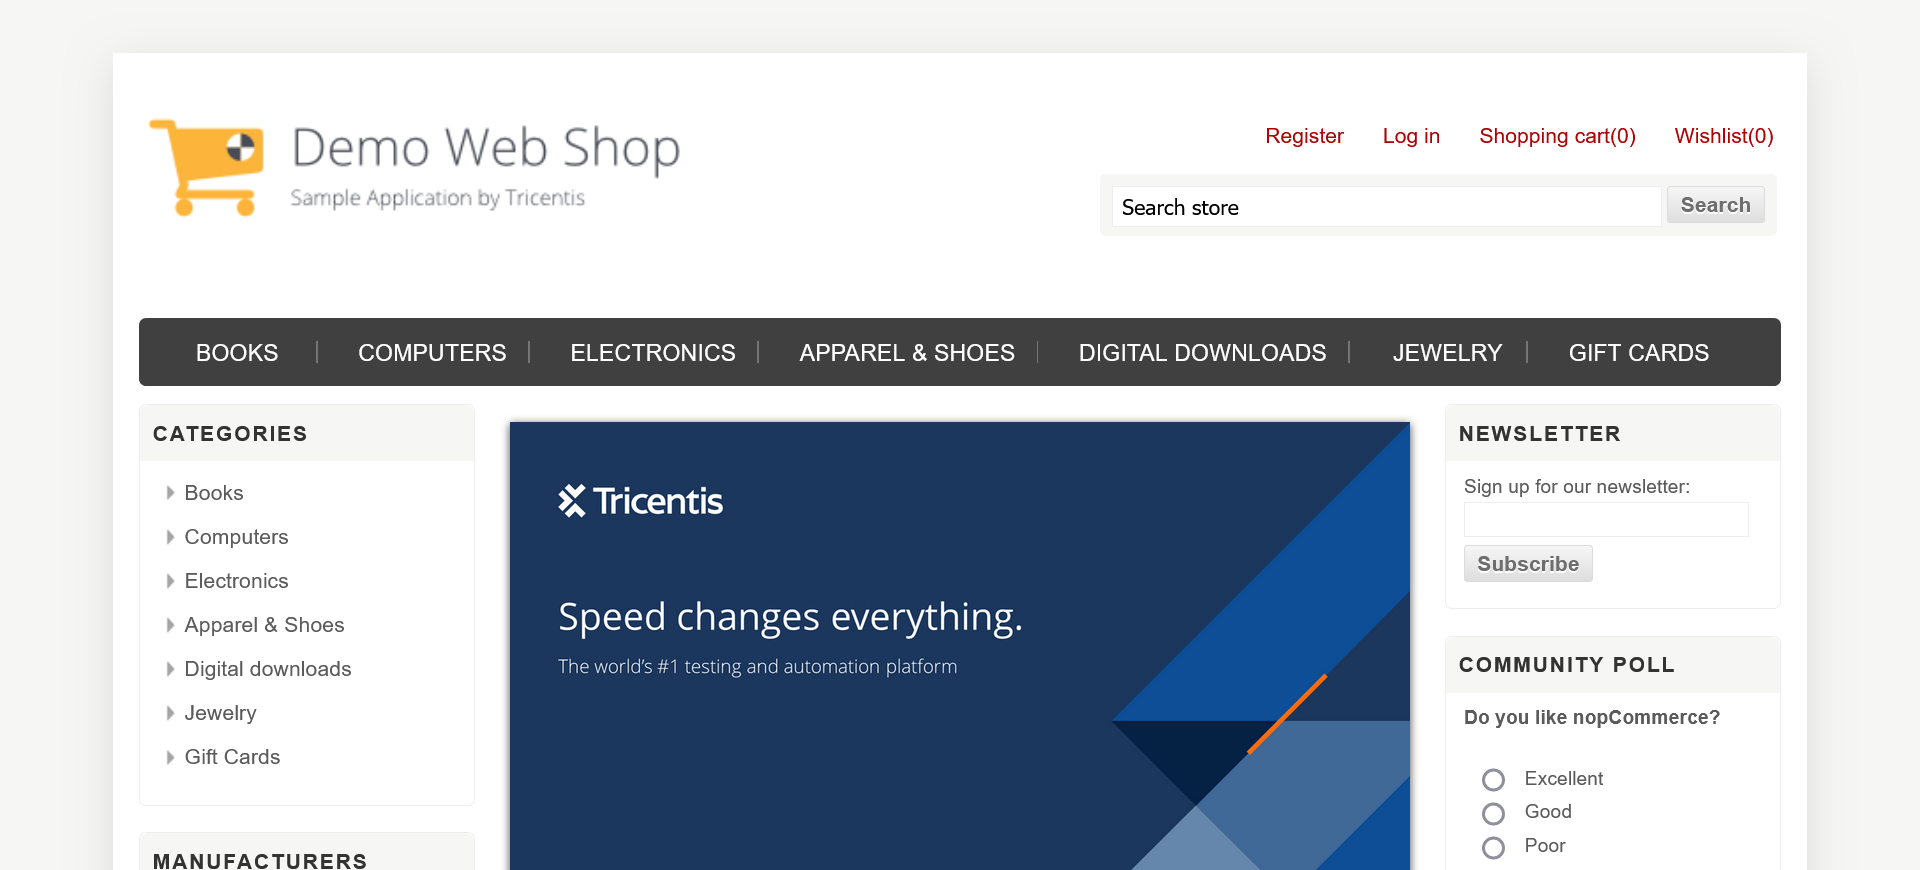 Demo Web Shop
Sample Application by Tricentis
Register Log in Shopping cart(0) Wishlist(0)
Search store Search
BOOKS COMPUTERS ELECTRONICS APPAREL & SHOES DIGITAL DOWNLOADS JEWELRY GIFT CARDS
CATEGORIES
Books
Computers
Electronics
Apparel & Shoes
Digital downloads
Jewelry
Gift Cards
MANUFACTURERS
Tricentis
Speed changes everything.
The world's #1 testing and automation platform
NEWSLETTER
Sign up for our newsletter:
Subscribe
COMMUNITY POLL
Do you like nopCommerce?
Excellent
Good
Poor